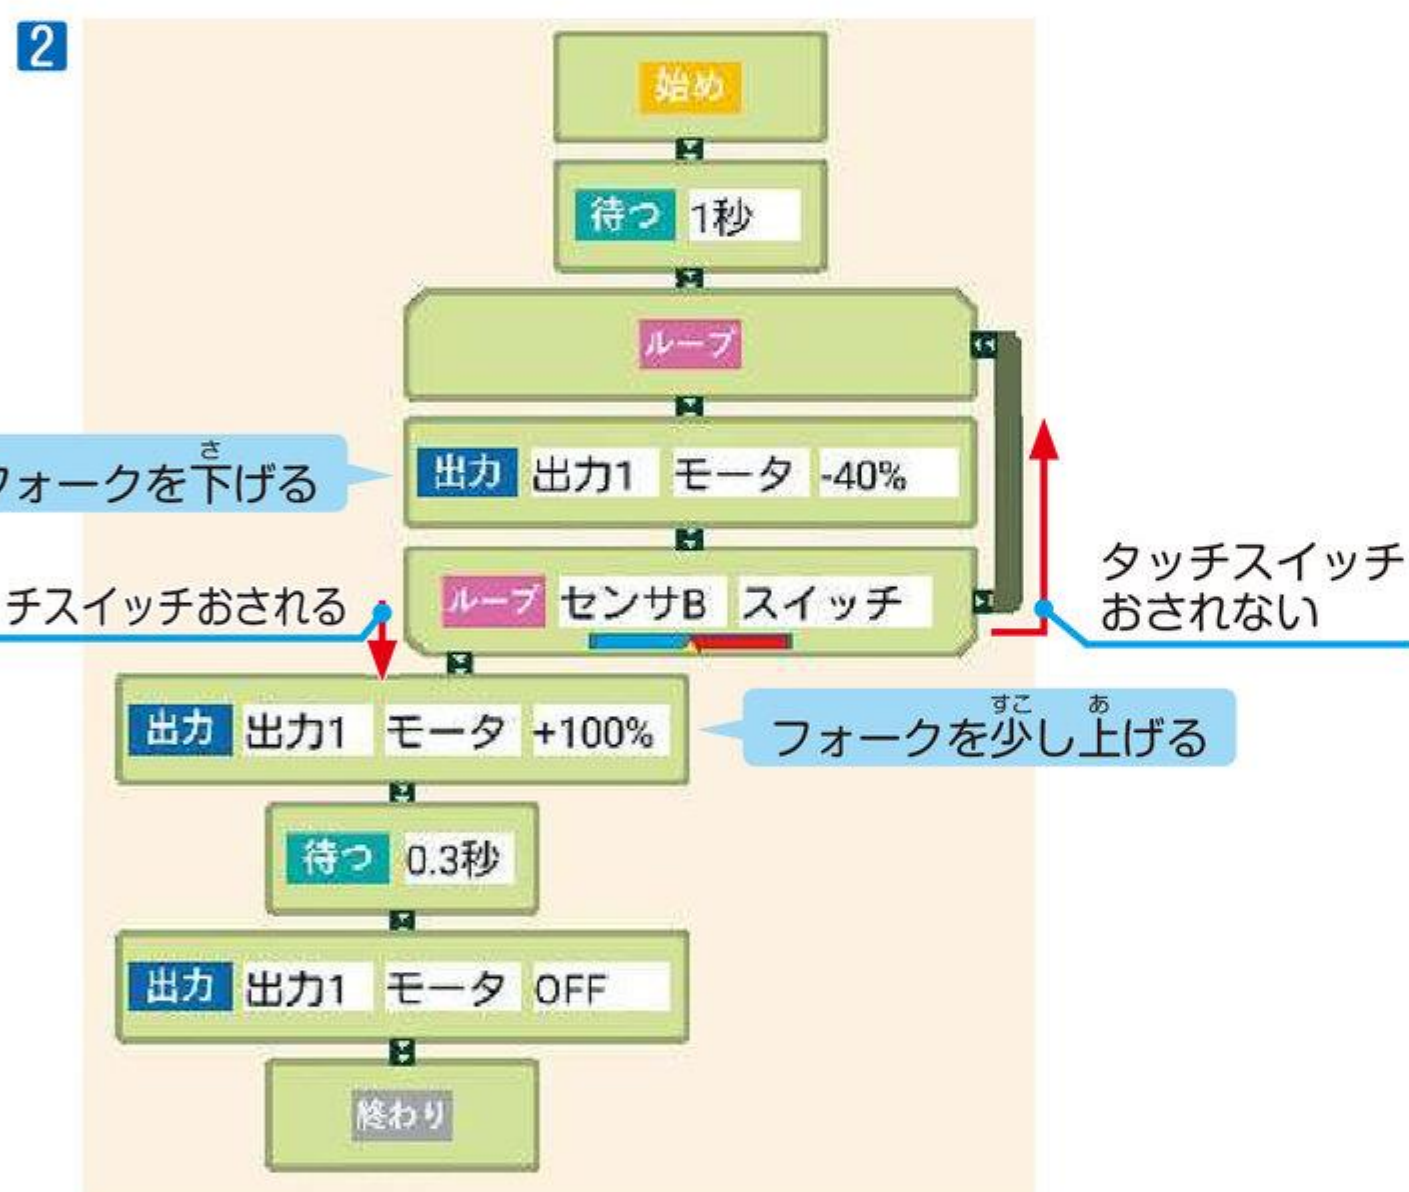 2
始め
待つ 1秒
ループ
フォークを下げる
さ
出力 出力1 モータ -40%
チスイッチおされる
ループ センサB スイッチ
タッチスイッチ
おされない
出力 出力1 モータ +100%
すこ あ
フォークを少し上げる
待つ 0.3秒
出力 出力1 モータ OFF
終わり